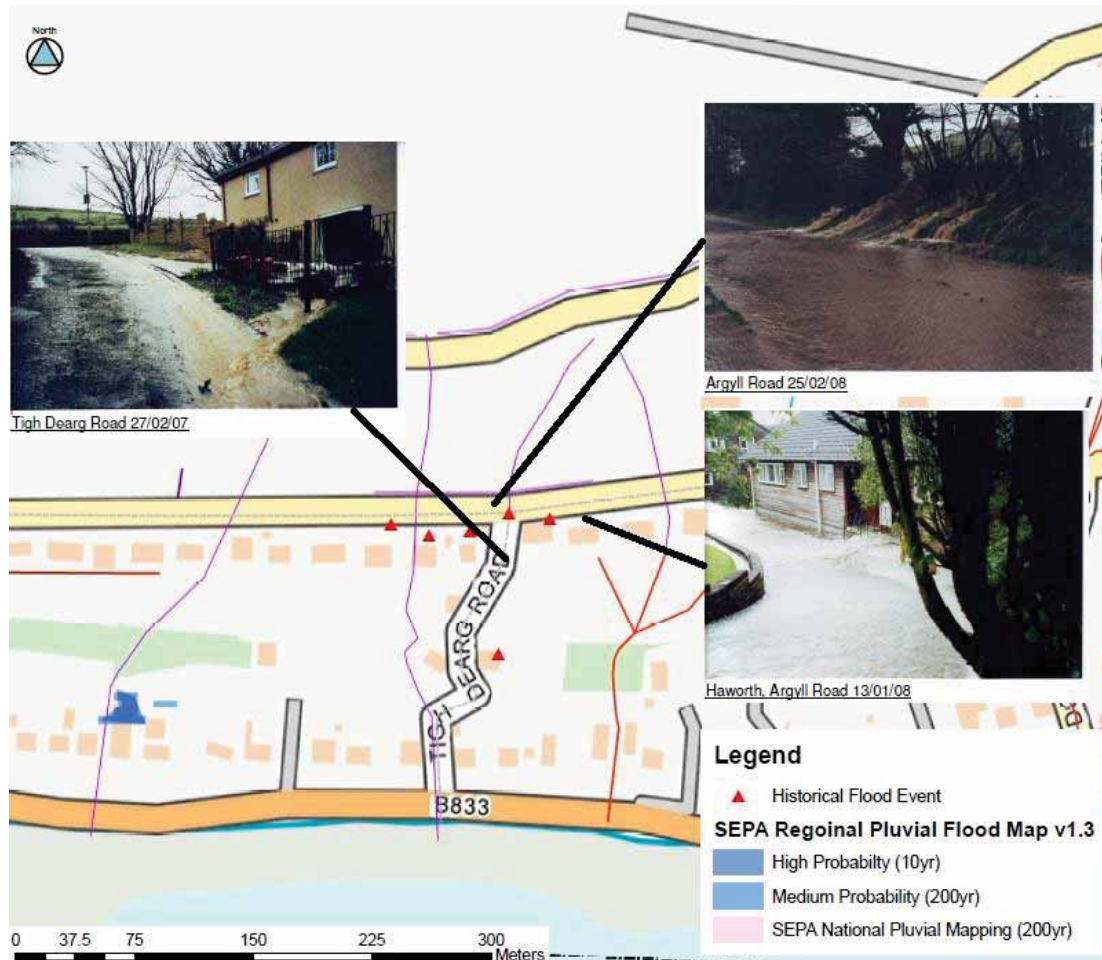 North
Tigh Dearg Road 27/02/07
Argyll Road 25/02/08
Haworth, Argyll Road 13/01/08
TIGH DEARG ROAD
B833
Legend
Historical Flood Event
SEPA Regoinal Pluvial Flood Map v1.3
High Probabilty (10yr)
Medium Probability (200yr)
SEPA National Pluvial Mapping (200yr)
0 37.5 75 150 225 300
Meters